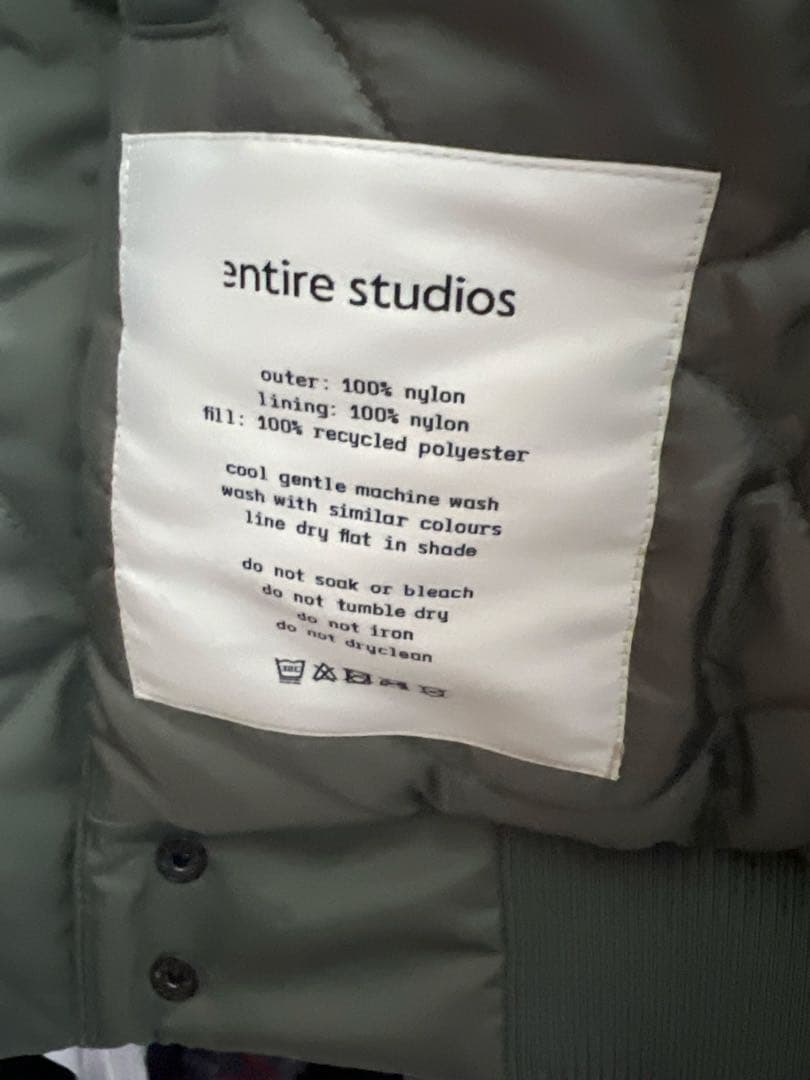 entire studios
outer: 100% nylon
lining: 100% nylon
fill: 100% recycled polyester
cool gentle machine wash
wash with similar colours
line dry flat in shade
do not soak or bleach
do not tumble dry
do not iron
do not dryclean